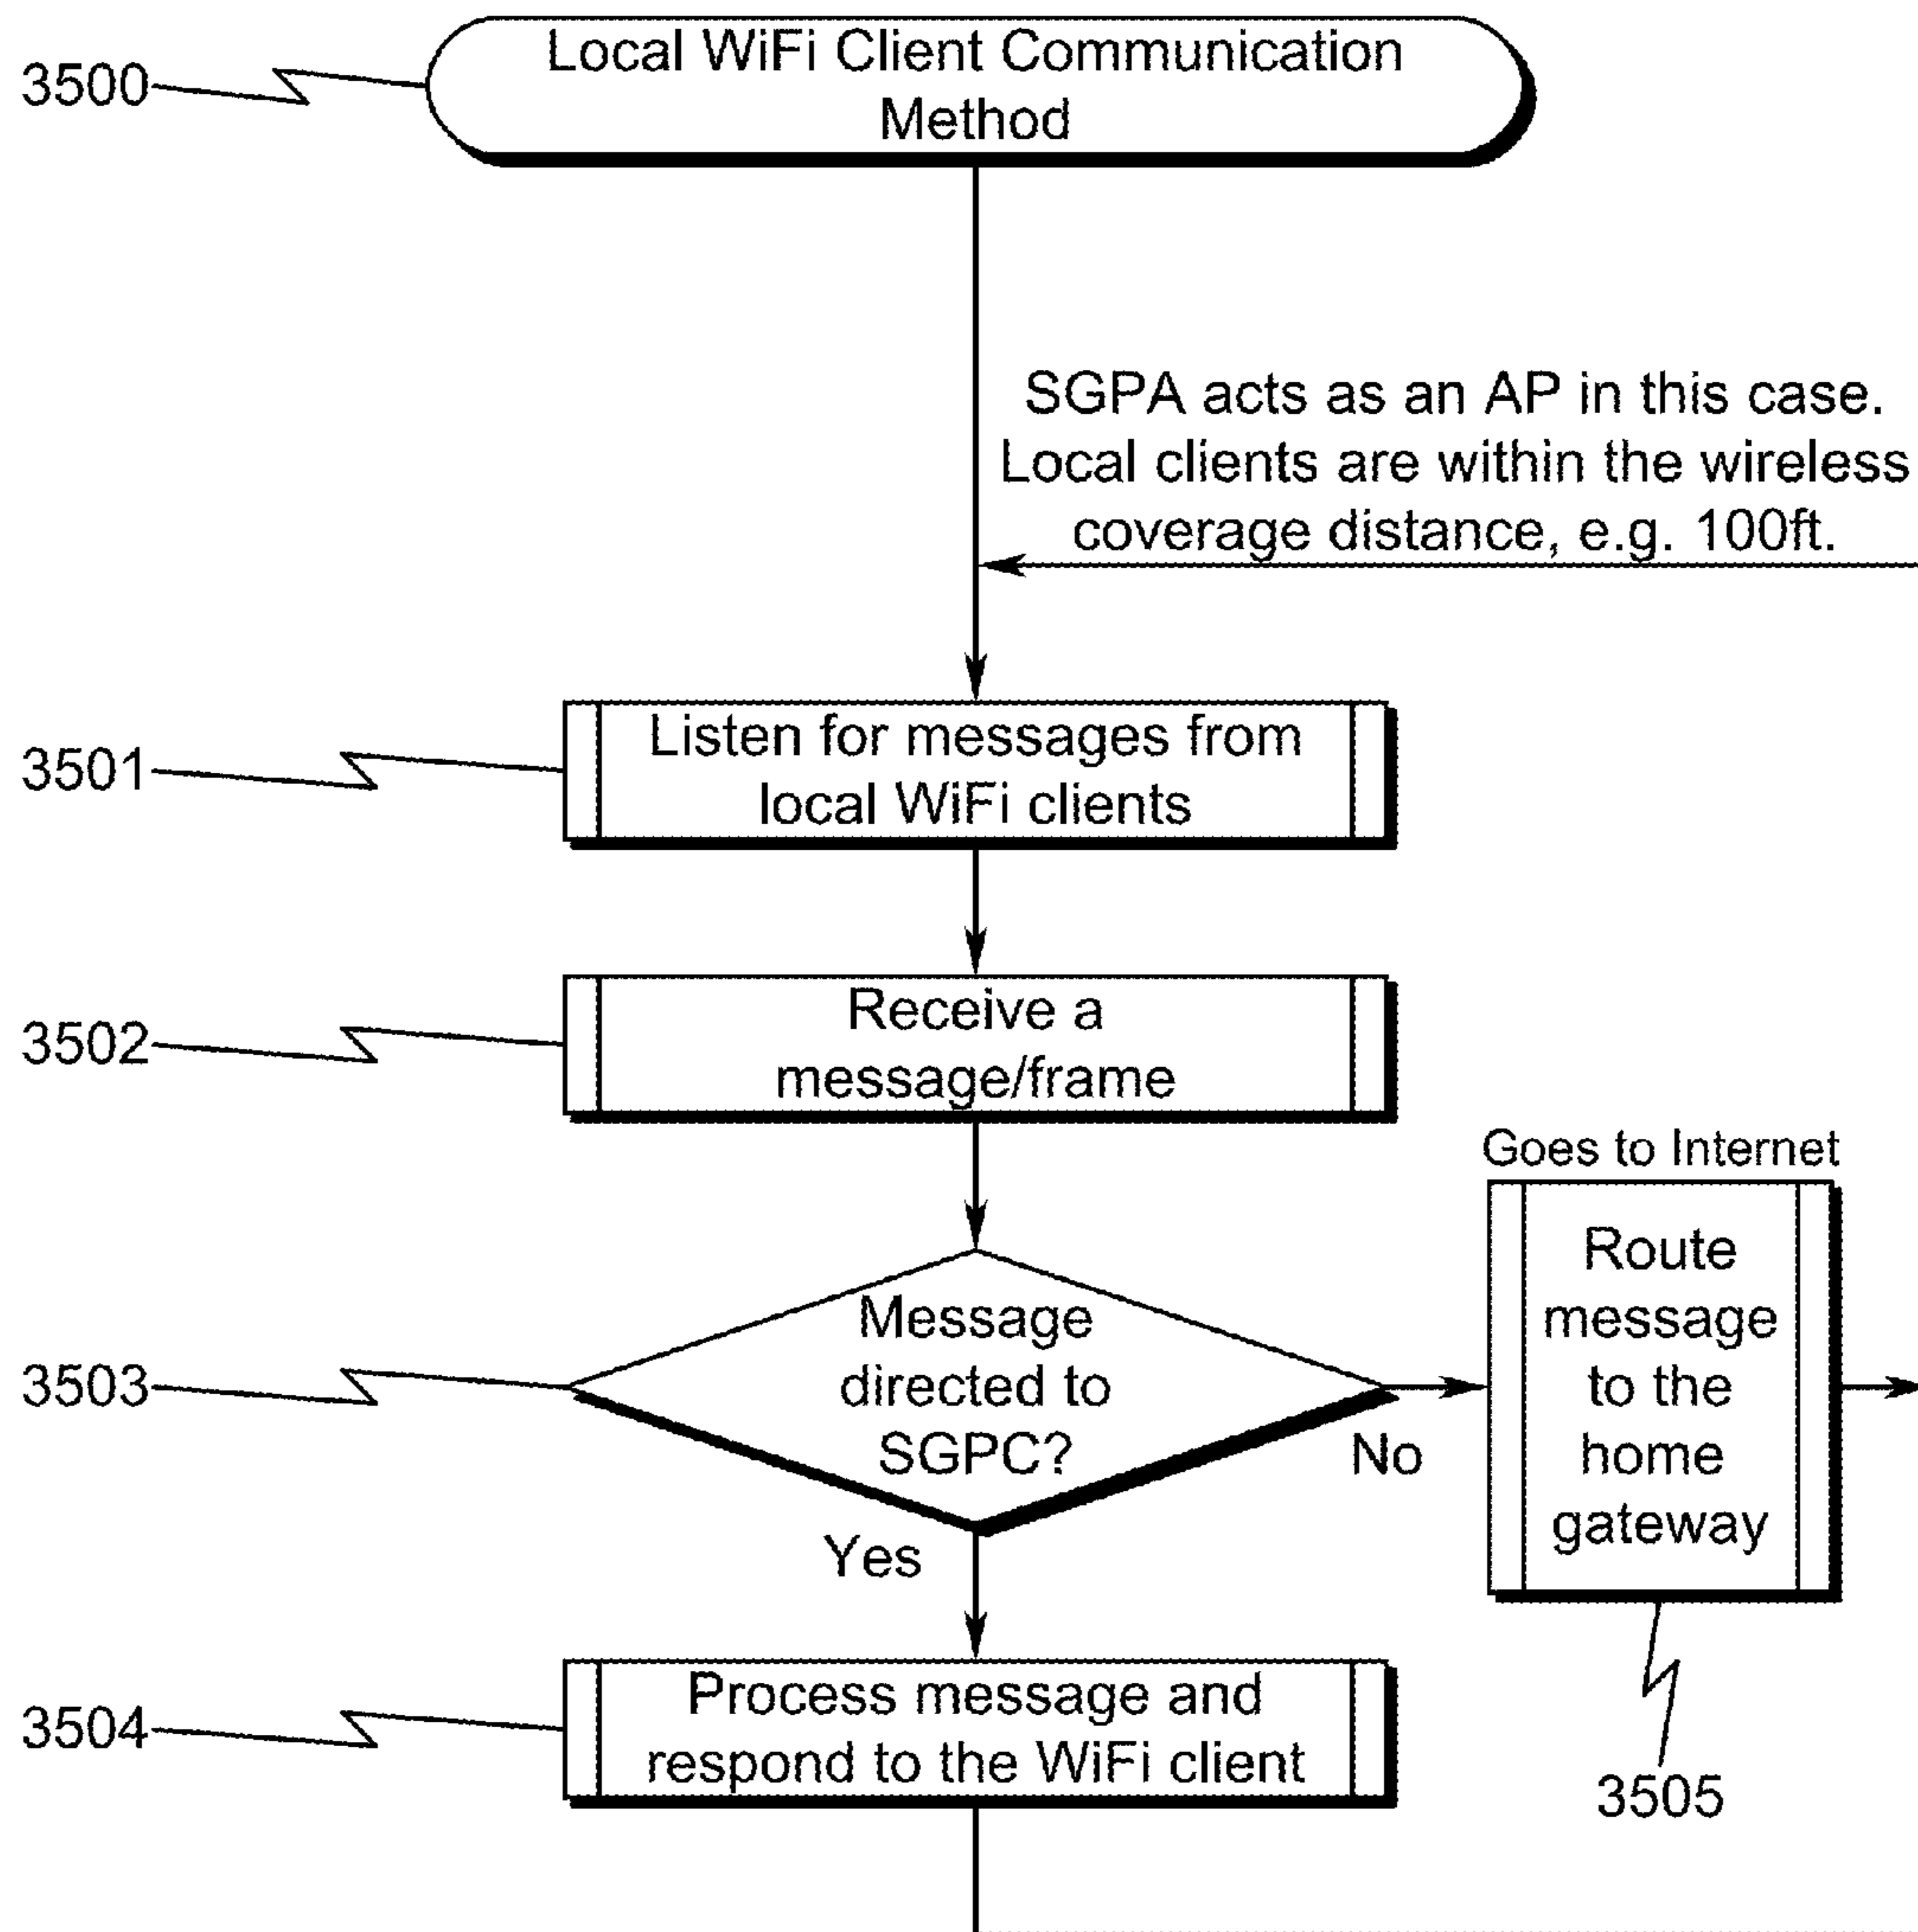 3500
Local WiFi Client Communication
Method
SGPA acts as an AP in this case.
Local clients are within the wireless
coverage distance, e.g. 100ft.
3501
Listen for messages from
local WiFi clients
3502
Receive a
message/frame
3503
Message
directed to
SGPC?
No
Yes
Goes to Internet
Route
message
to the
home
gateway
3504
Process message and
respond to the WiFi client
3505